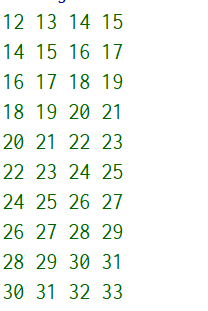 12 13 14 15
14 15 16 17
16 17 18 19
18 19 20 21
20 21 22 23
22 23 24 25
24 25 26 27
26 27 28 29
28 29 30 31
30 31 32 33